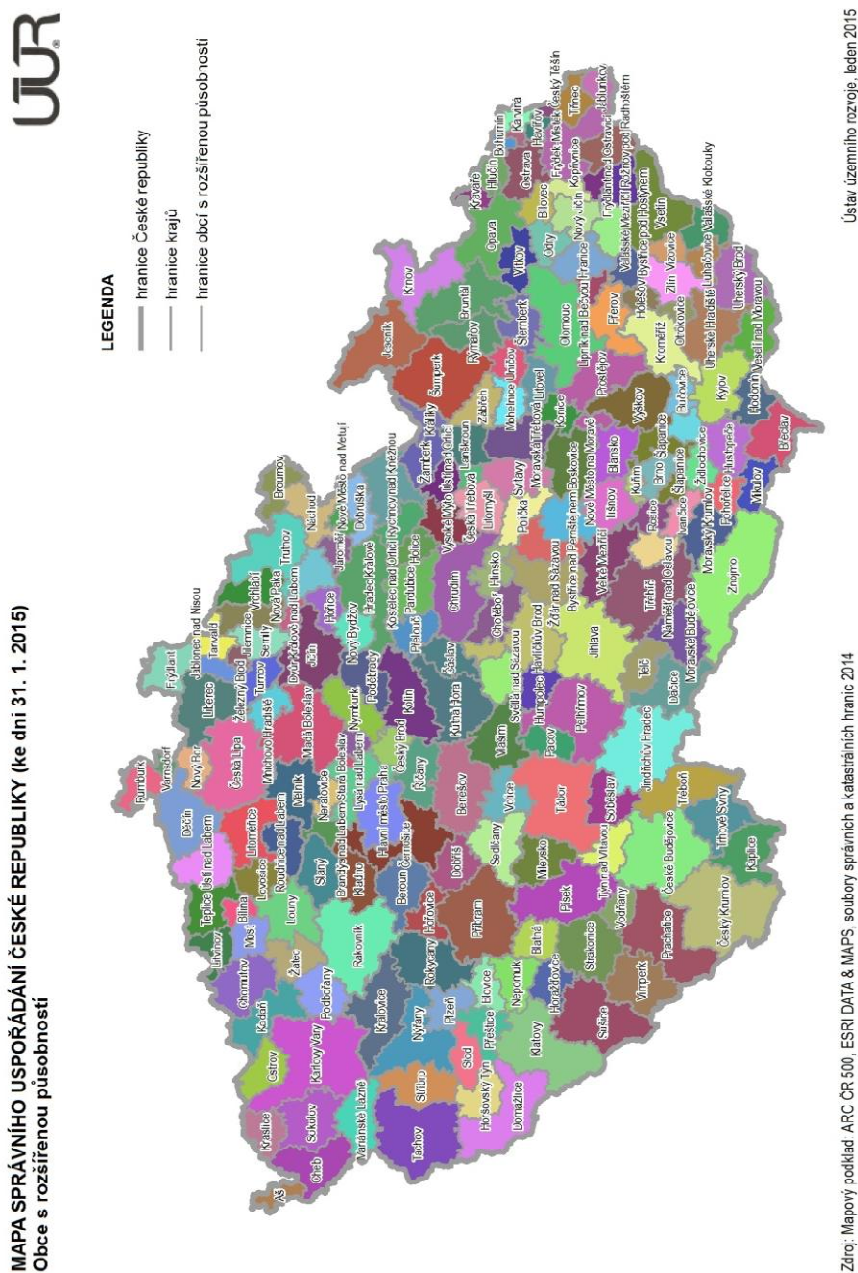 MAPA SPRÁVNÍHO USPOŘÁDÁNÍ ČESKÉ REPUBLIKY (ke dni 31. 1. 2015)
Obce s rozšířenou působností
UUR
LEGENDA
hranice České republiky
hranice krajů
hranice obcí s rozšířenou působností
Rumburk
Varnsdorf
Frýdlant
Děčín
Liberec
Jablonec nad Nisou
Tanvald
Železný Brod
Semily
Jilemnice
Vrchlabí
Trutnov
Broumov
Náchod
Nové Město nad Metují
Dobruška
Jaroměř
Dvůr Králové nad Labem
Nová Paka
Hořice
Jičín
Turnov
Mnichovo Hradiště
Česká Lípa
Ústí nad Labem
Teplice
Litvínov
Bílina
Most
Lovosice
Litoměřice
Roudnice nad Labem
Mělník
Mladá Boleslav
Nový Bydžov
Hradec Králové
Kostelec nad Orlicí
Rychnov nad Kněžnou
Chomutov
Kadaň
Žatec
Louny
Slaný
Neratovice
Brandýs nad Labem Stará Boleslav
Lysá nad Labem
Nymburk
Poděbrady
Ostrov
Karlovy Vary
Kraslice
Sokolov
Cheb
Aš
Mariánské Lázně
Podbořany
Rakovník
Kladno
Hlavní město Praha
Český Brod
Kolín
Přelouč
Pardubice
Holice
Kralovice
Beroun
Černošice
Říčany
Kutná Hora
Čáslav
Chrudim
Vysoké Mýto
Ústí nad Orlicí
Žamberk
Králíky
Česká Třebová
Lanškroun
Litomyšl
Svitavy
Moravská Třebová
Polička
Hlinsko
Chotěboř
Tachov
Stříbro
Nýřany
Plzeň
Rokycany
Hořovice
Dobříš
Příbram
Benešov
Sedlčany
Votice
Vlašim
Světlá nad Sázavou
Havlíčkův Brod
Žďár nad Sázavou
Humpolec
Pacov
Pelhřimov
Jihlava
Bystřice nad Pernštejnem
Nové Město na Moravě
Velké Meziříčí
Stod
Horšovský Týn
Domažlice
Přeštice
Blovice
Nepomuk
Klatovy
Horažďovice
Sušice
Blatná
Strakonice
Písek
Milevsko
Tábor
Soběslav
Týn nad Vltavou
Vodňany
Vimperk
Prachatice
České Budějovice
Český Krumlov
Kaplice
Trhové Sviny
Třeboň
Jindřichův Hradec
Dačice
Telč
Třebíč
Náměšť nad Oslavou
Moravské Budějovice
Znojmo
Moravský Krumlov
Ivančice
Rosice
Tišnov
Kuřim
Brno
Šlapanice
Šlapanice
Židlochovice
Pohořelice
Mikulov
Hustopeče
Břeclav
Hodonín
Kyjov
Veselí nad Moravou
Bučovice
Vyškov
Blansko
Boskovice
Konice
Prostějov
Litovel
Mohelnice
Zábřeh
Šumperk
Jeseník
Uničov
Šternberk
Olomouc
Rýmařov
Bruntál
Krnov
Opava
Vítkov
Odry
Kravaře
Hlučín
Bohumín
Ostrava
Karviná
Havířov
Český Těšín
Třinec
Jablunkov
Frýdek Místek
Frýdlant nad Ostravicí
Kopřivnice
Bílovec
Nový Jičín
Rožnov pod Radhoštěm
Valašské Meziříčí
Hranice
Lipník nad Bečvou
Přerov
Bystřice pod Hostýnem
Holešov
Kroměříž
Vsetín
Vizovice
Zlín
Otrokovice
Valašské Klobouky
Luhačovice
Uherské Hradiště
Uherský Brod
Zdroj: Mapový podklad: ARC ČR 500, ESRI DATA & MAPS, soubory správních a katastrálních hranic 2014
Ústav územního rozvoje, leden 2015